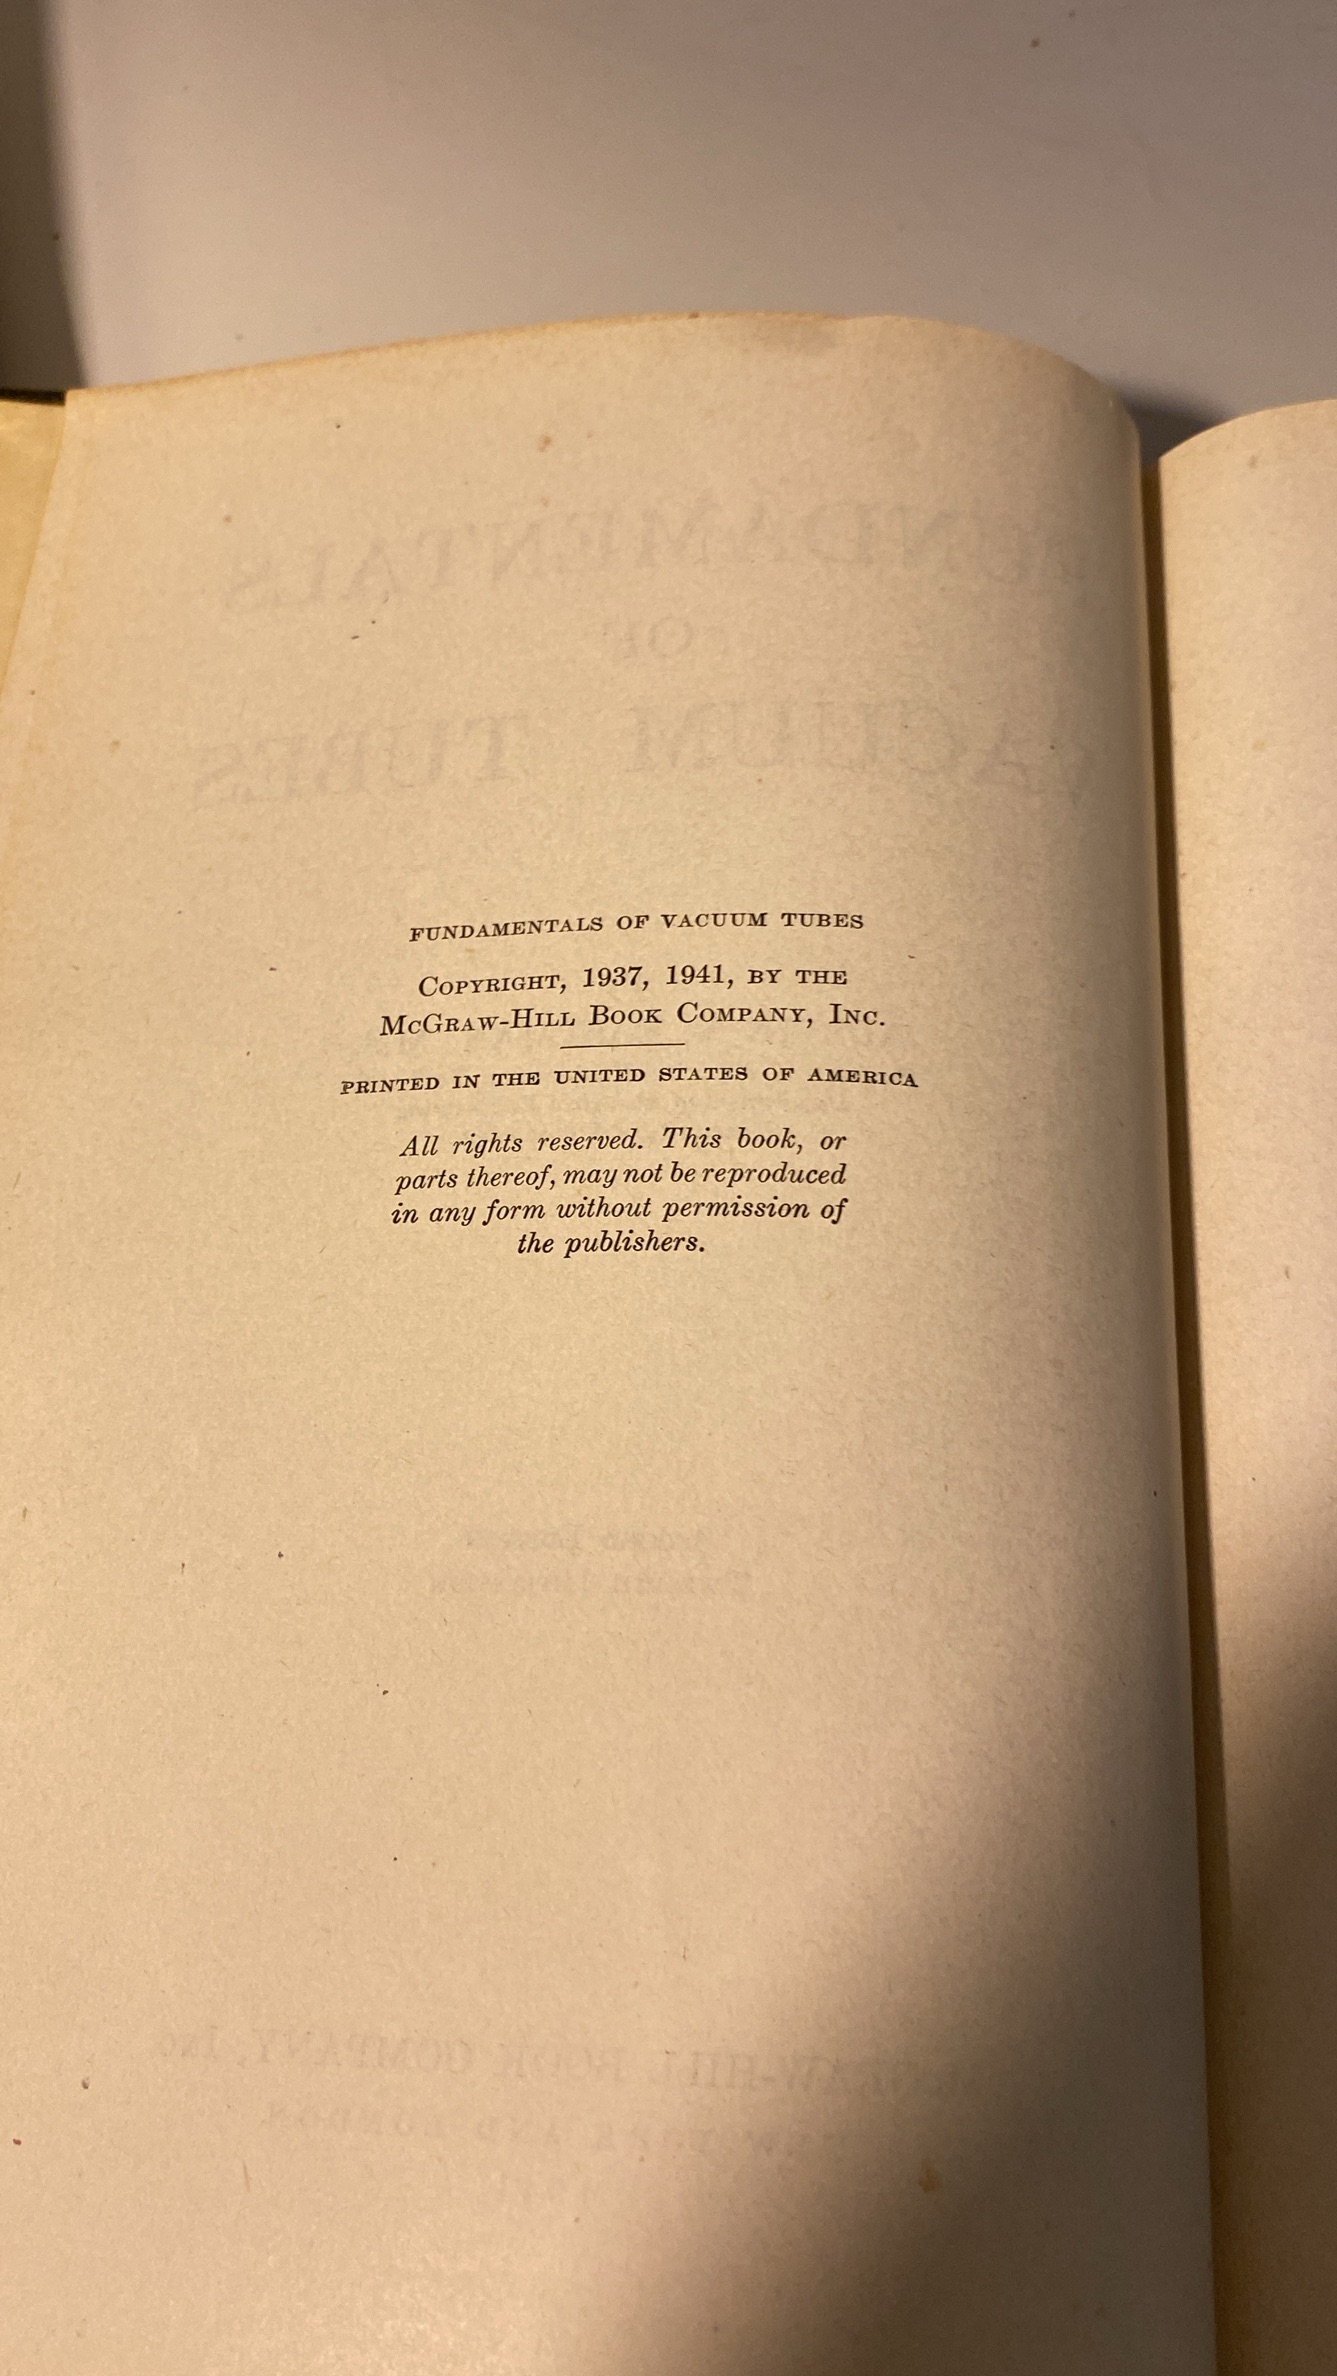 FUNDAMENTALS OF VACUUM TUBES
COPYRIGHT, 1937, 1941, BY THE
MCGRAW-HILL BOOK COMPANY, INC.
PRINTED IN THE UNITED STATES OF AMERICA
All rights reserved. This book, or
parts thereof, may not be reproduced
in any form without permission of
the publishers.